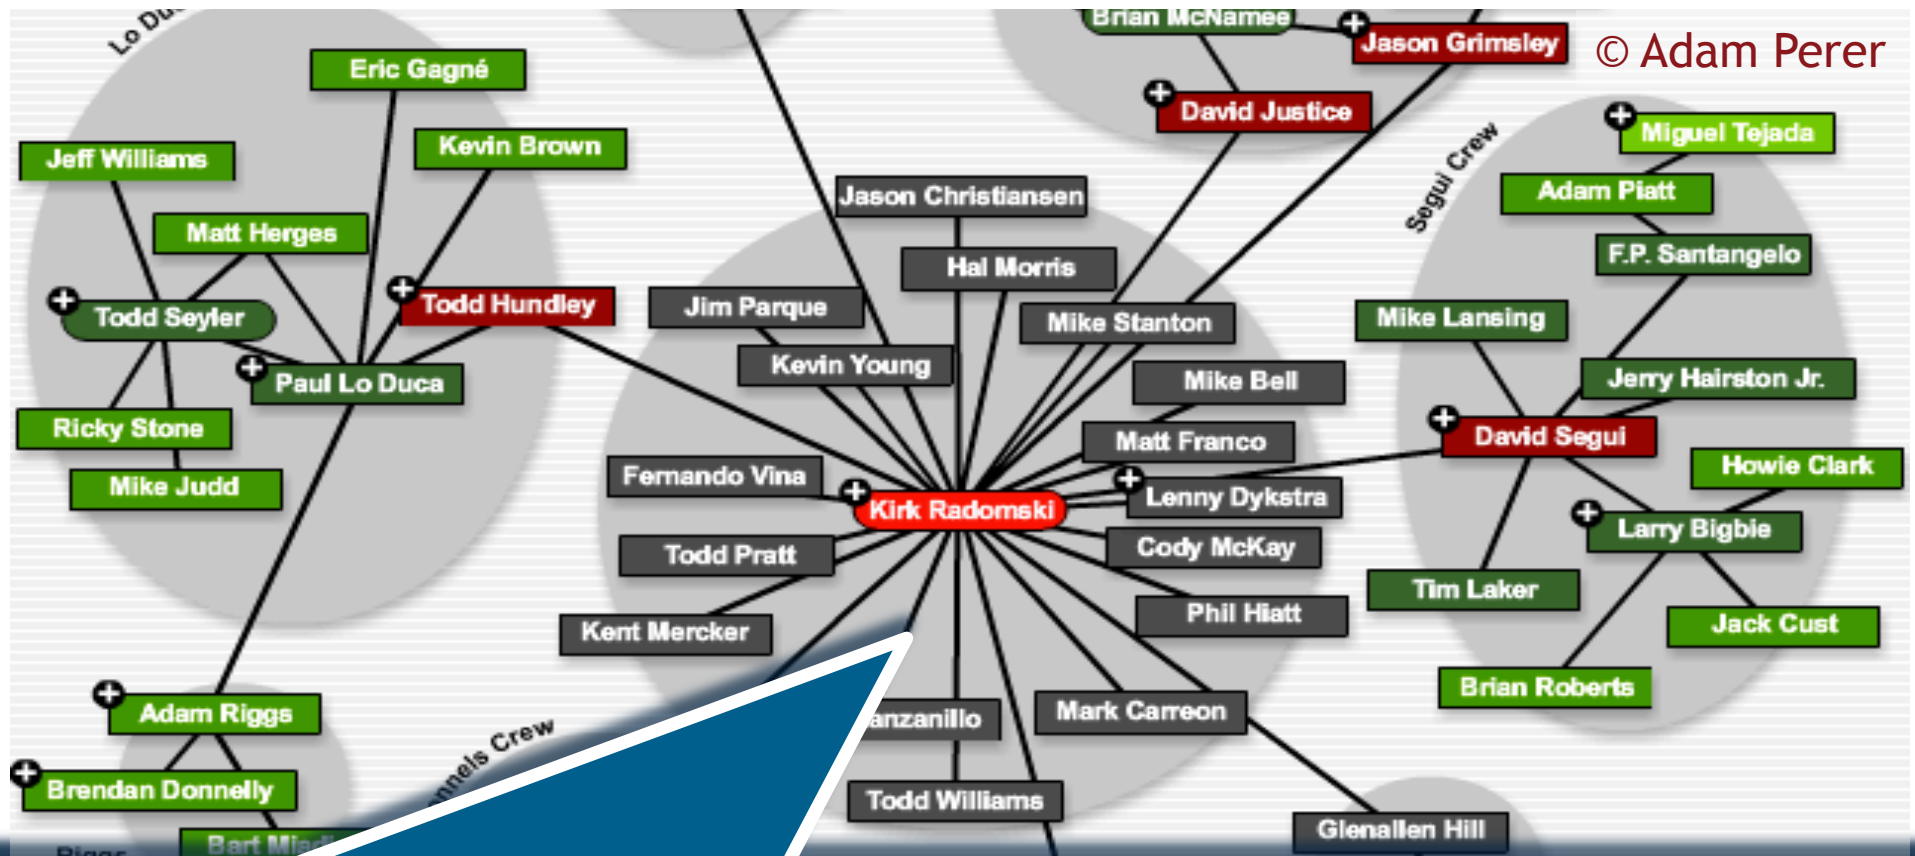 Brian McNamee
Jason Grimsley
© Adam Perer
Eric Gagné
David Justice
Miguel Tejada
Kevin Brown
Segui Crew
Jeff Williams
Jason Christiansen
Adam Piatt
Matt Herges
F.P. Santangelo
Hal Morris
Todd Hundley
Jim Parque
Todd Seyler
Mike Stanton
Mike Lansing
Kevin Young
Paul Lo Duca
Mike Bell
Jerry Hairston Jr.
Ricky Stone
Matt Franco
David Segui
Howie Clark
Fernando Vina
Mike Judd
Lenny Dykstra
Kirk Radomski
Larry Bigbie
Todd Pratt
Cody McKay
Tim Laker
Kent Mercker
Phil Hiatt
Jack Cust
Brian Roberts
Adam Riggs
Mark Carreon
Crew
Brendan Donnelly
Todd Williams
Glenallen Hill
Bart